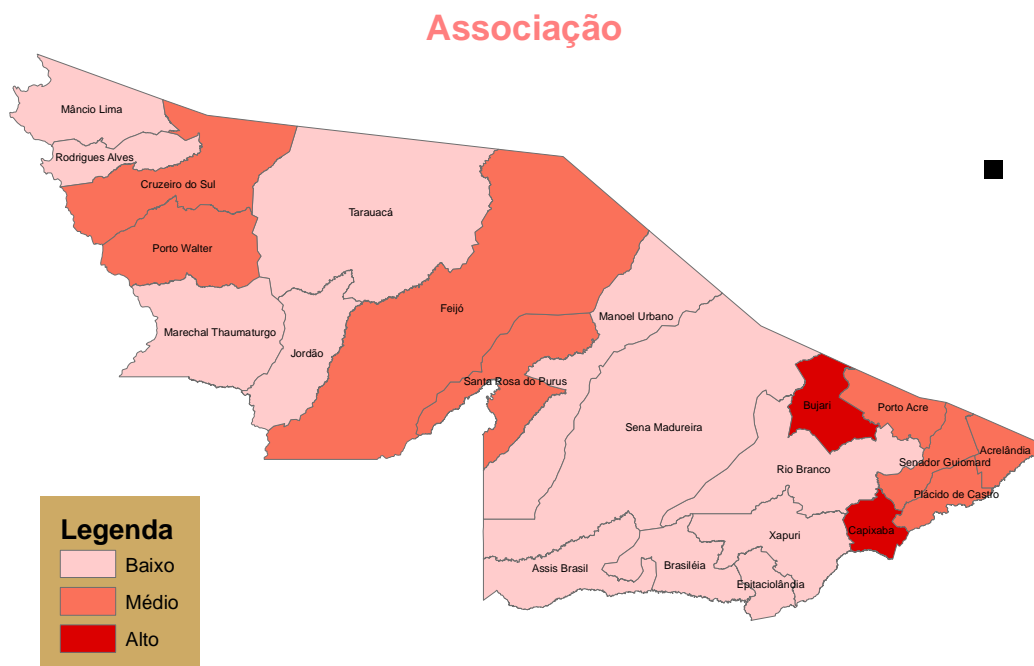 Associação
Mâncio Lima
Rodrigues Alves
Cruzeiro do Sul
Tarauacá
Porto Walter
Feijó
Manoel Urbano
Marechal Thaumaturgo
Jordão
Santa Rosa do Purus
Bujari
Porto Acre
Sena Madureira
Acrelândia
Senador Guiomard
Rio Branco
Plácido de Castro
Capixaba
Xapuri
Assis Brasil
Brasiléia
Epitaciolândia
Legenda
Baixo
Médio
Alto